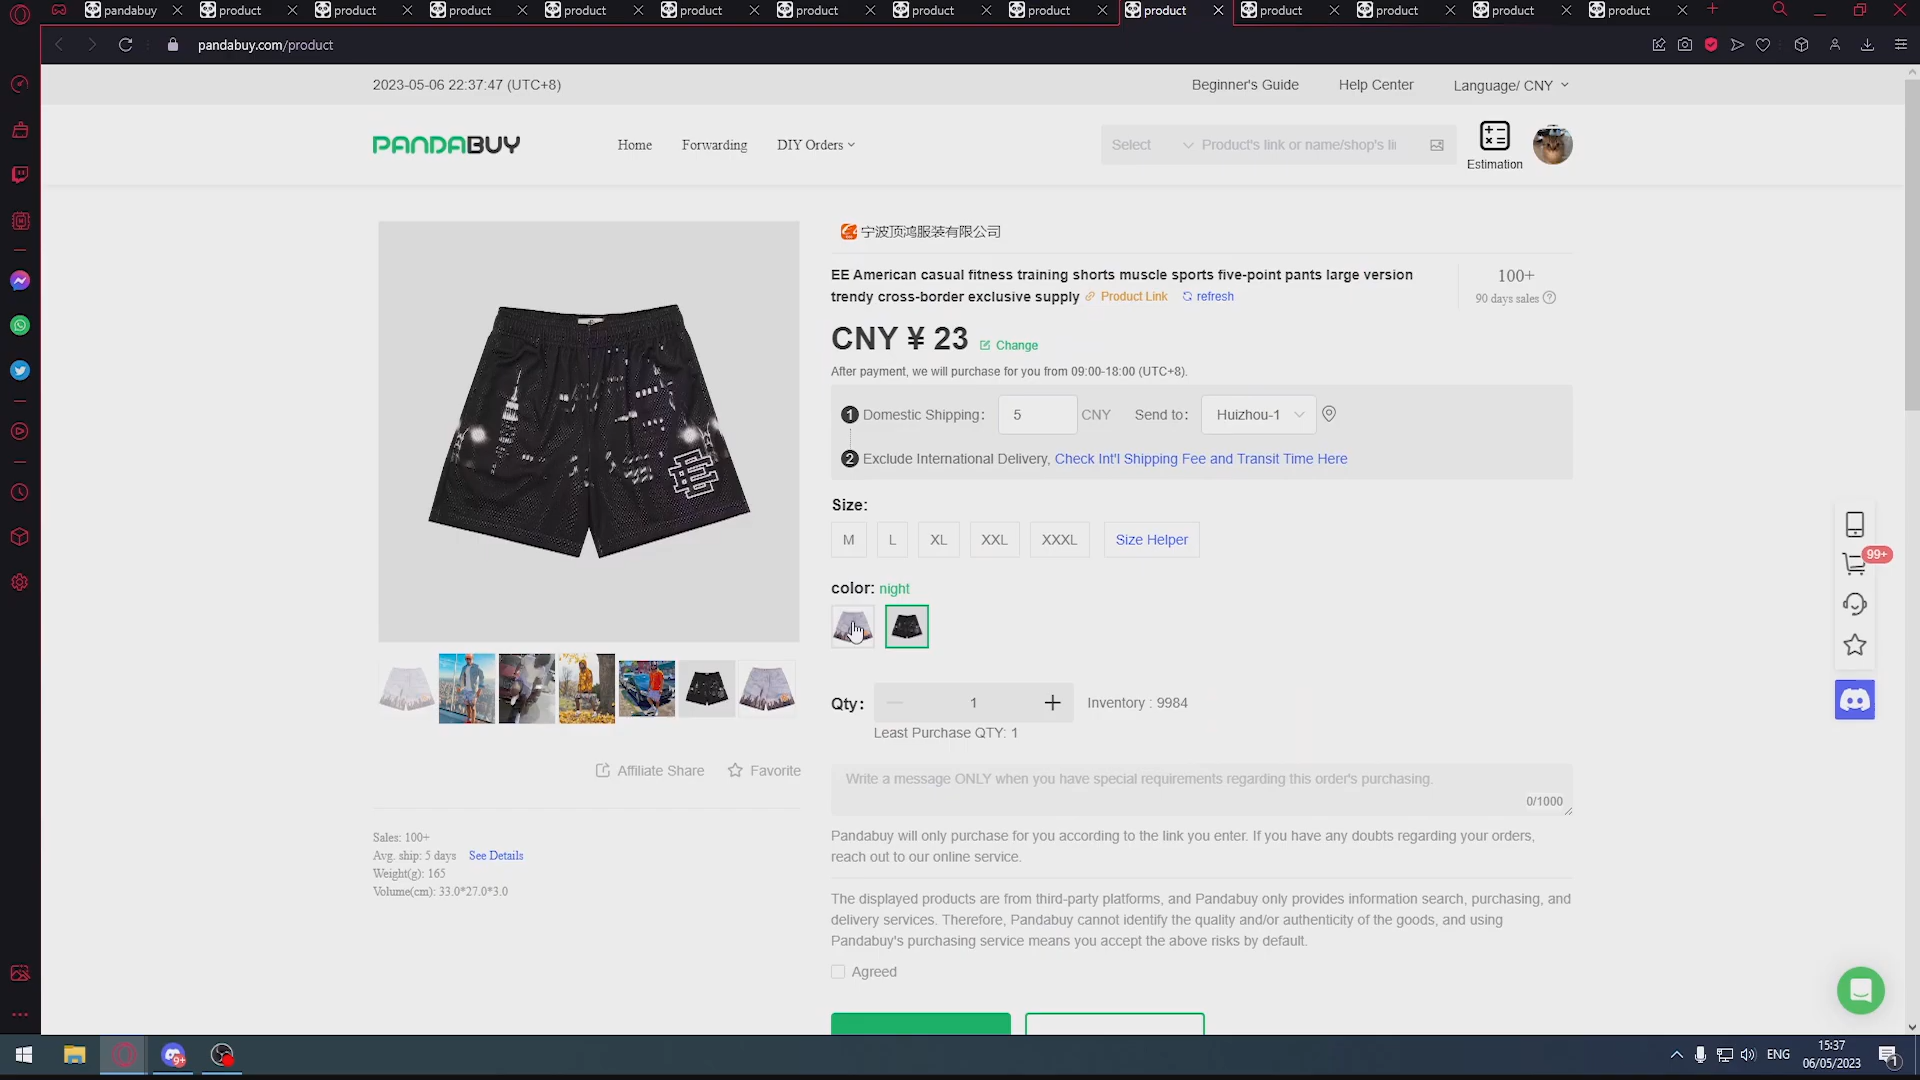 pandabuy
product
product
product
product
product
product
product
product
product
product
product
product
product
pandabuy.com/product
2023-05-06 22:37:47 (UTC+8)
Beginner's Guide
Help Center
Language/ CNY
PANDABUY
Home
Forwarding
DIY Orders
Select
Product's link or name/shop's li
Estimation
宁波顶鸿服装有限公司
EE American casual fitness training shorts muscle sports five-point pants large version
trendy cross-border exclusive supply Product Link refresh
100+
90 days sales
CNY ¥ 23 Change
After payment, we will purchase for you from 09:00-18:00 (UTC+8).
1 Domestic Shipping: 5 CNY Send to: Huizhou-1
2 Exclude International Delivery, Check Int'l Shipping Fee and Transit Time Here
Size:
M L XL XXL XXXL Size Helper
99+
color: night
Qty: 1 Inventory : 9984
Least Purchase QTY: 1
Affiliate Share Favorite
Write a message ONLY when you have special requirements regarding this order's purchasing.
0/1000
Sales: 100+
Avg. ship: 5 days See Details
Weight(g): 165
Volume(cm): 33.0*27.0*3.0
Pandabuy will only purchase for you according to the link you enter. If you have any doubts regarding your orders,
reach out to our online service.
The displayed products are from third-party platforms, and Pandabuy only provides information search, purchasing, and
delivery services. Therefore, Pandabuy cannot identify the quality and/or authenticity of the goods, and using
Pandabuy's purchasing service means you accept the above risks by default.
Agreed
9+
ENG
15:37
06/05/2023
1